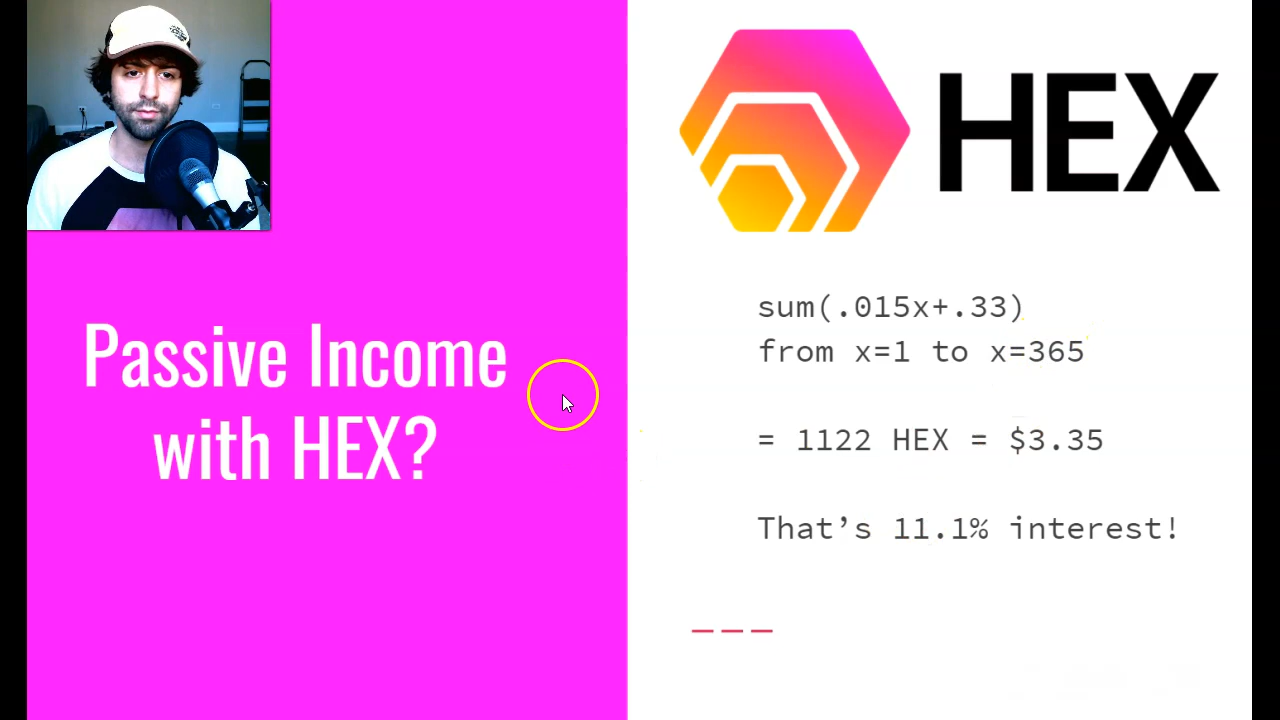 HEX
Passive Income
with HEX?
sum(.015x+.33)
from x=1 to x=365
= 1122 HEX = $3.35
That’s 11.1% interest!